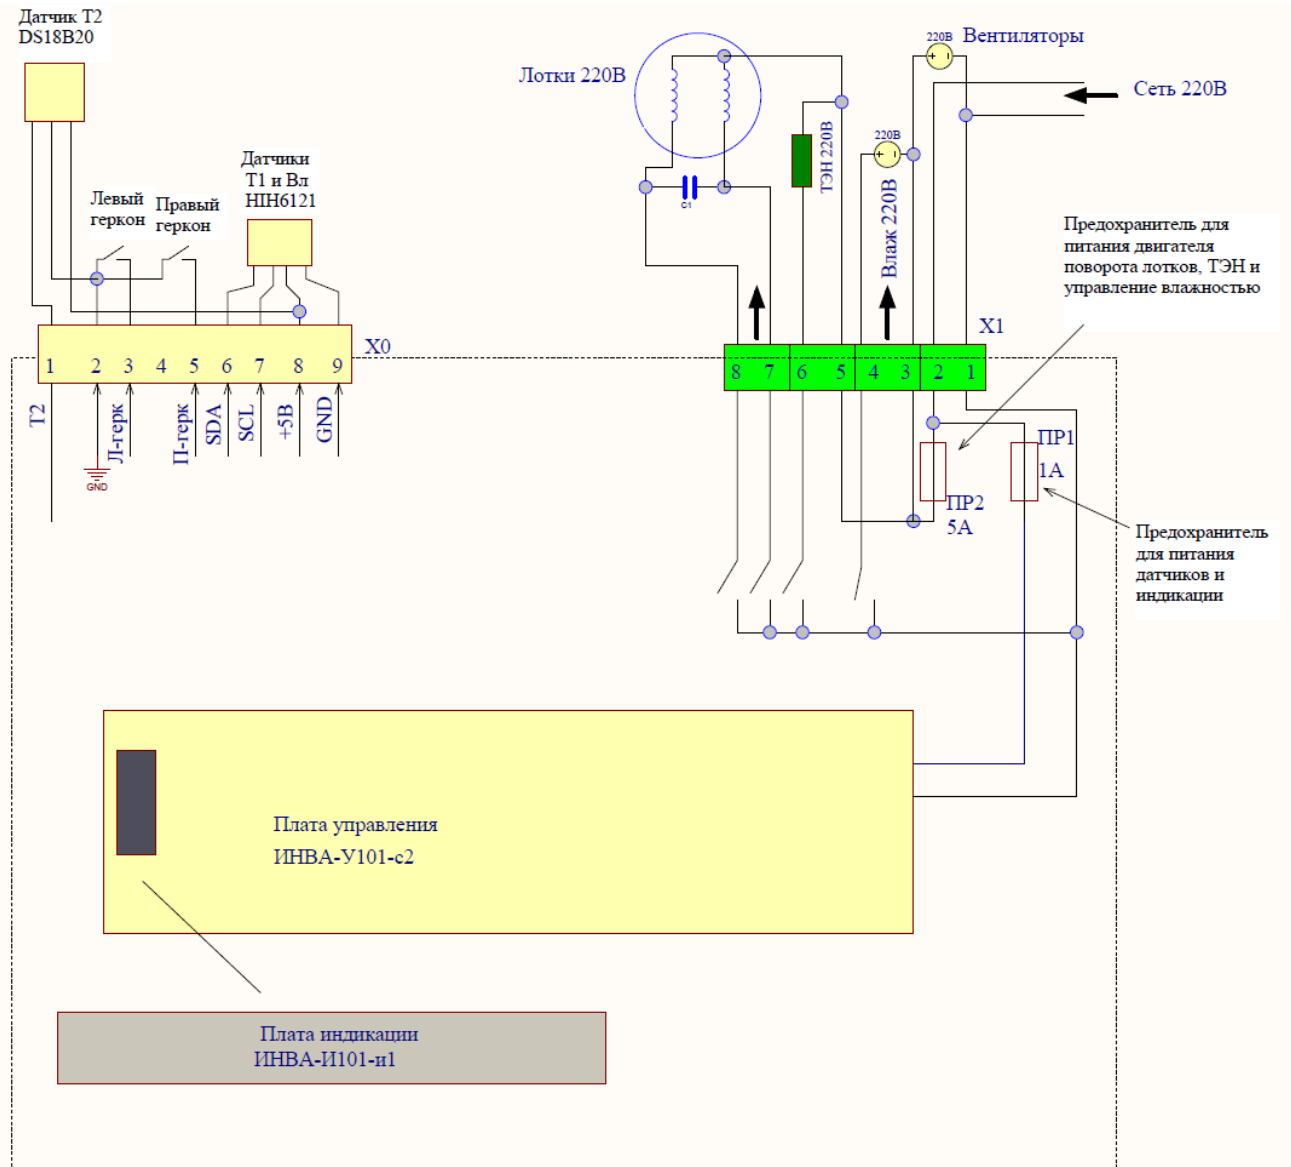 Датчик Т2
DS18B20
Левый
геркон
Правый
геркон
Датчики
Т1 и Вл
HIH6121
X0
1 2 3 4 5 6 7 8 9
Т2
GND
Л-герк
П-герк
SDA
SCL
+5В
GND
Лотки 220В
C1
ТЭН 220В
220В
Влаж 220В
220В
Вентиляторы
Сеть 220В
Предохранитель для
питания двигателя
поворота лотков, ТЭН и
управление влажностью
X1
8 7 6 5 4 3 2 1
ПР1
1А
ПР2
5А
Предохранитель
для питания
датчиков и
индикации
Плата управления
ИНВА-У101-с2
Плата индикации
ИНВА-И101-и1